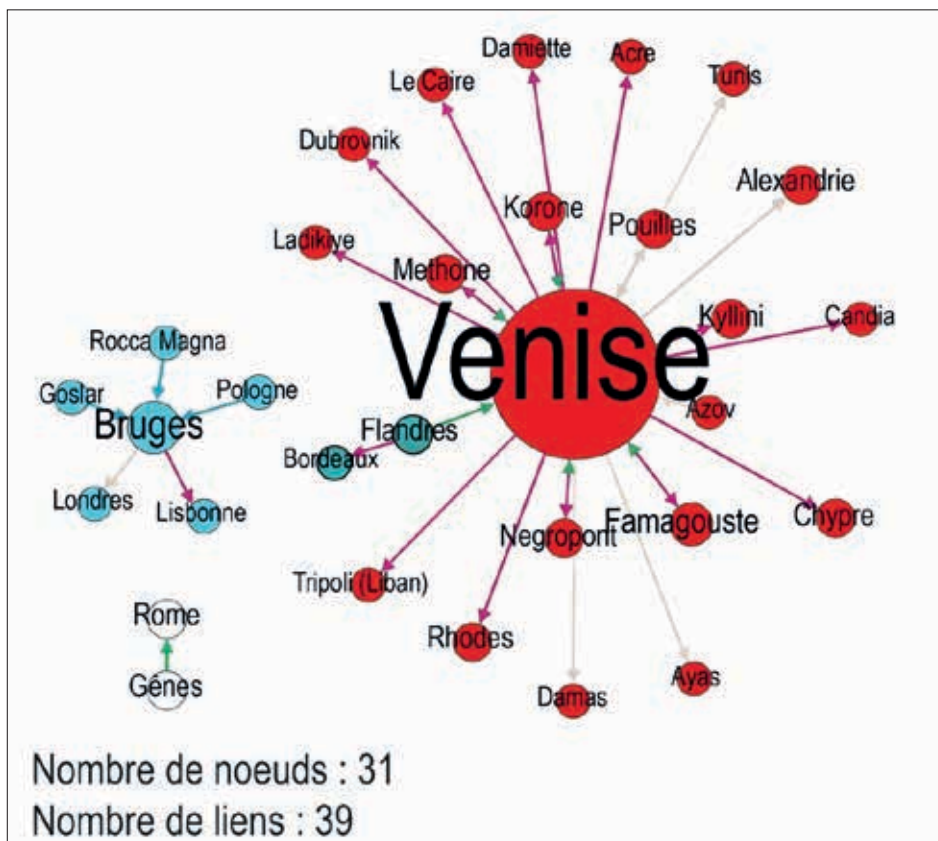 Damiette
Acre
Tunis
Le Caire
Dubrovnik
Alexandrie
Korone
Pouilles
Ladikiye
Methone
Venise
Kyllini
Candia
Rocca Magna
Goslar
Pologne
Bruges
Flandres
Azov
Bordeaux
Londres
Lisbonne
Negropont
Famagouste
Chypre
Tripoli (Liban)
Rome
Rhodes
Gênes
Damas
Ayas
Nombre de noeuds : 31
Nombre de liens : 39